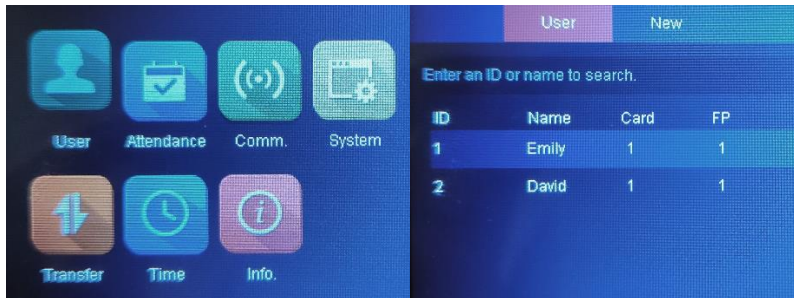 User Attendance Comm. System
Transfer Time Info.
User New
Enter an ID or name to search.
ID Name Card FP
1 Emily 1 1
2 David 1 1